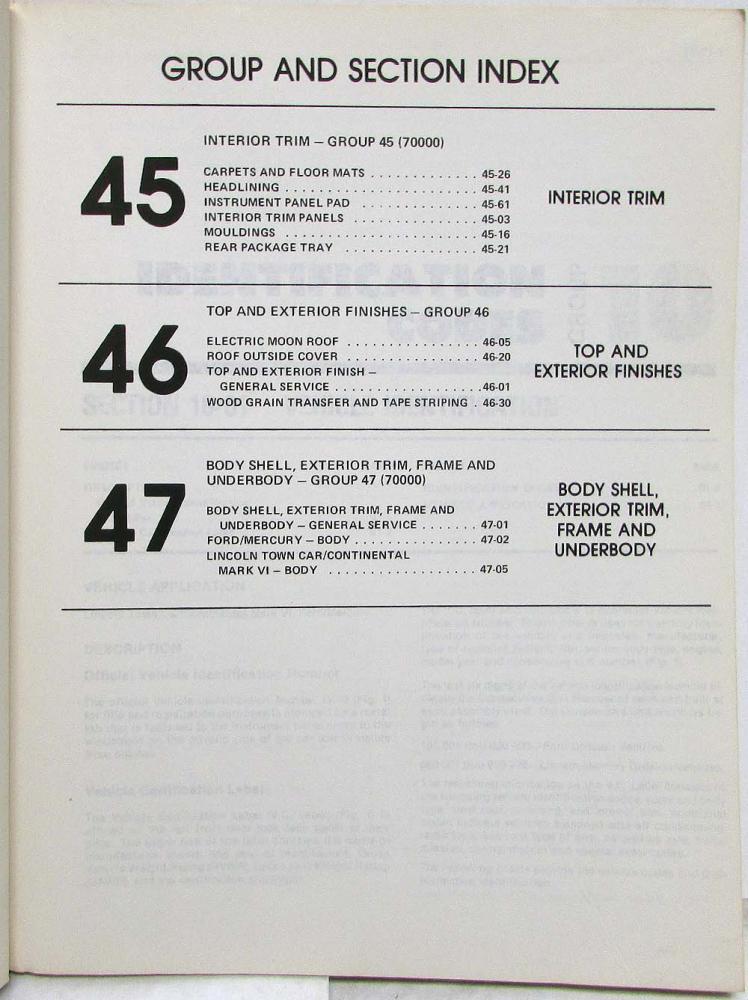 GROUP AND SECTION INDEX
45
INTERIOR TRIM — GROUP 45 (70000)
CARPETS AND FLOOR MATS . . . . . . . . . . . . 45-26
HEADLINING . . . . . . . . . . . . . . . . . . . . . 45-41
INSTRUMENT PANEL PAD . . . . . . . . . . . . . 45-61
INTERIOR TRIM PANELS . . . . . . . . . . . . . . 45-03
MOULDINGS . . . . . . . . . . . . . . . . . . . . . 45-16
REAR PACKAGE TRAY . . . . . . . . . . . . . . . 45-21
INTERIOR TRIM
46
TOP AND EXTERIOR FINISHES — GROUP 46
ELECTRIC MOON ROOF . . . . . . . . . . . . . . 46-05
ROOF OUTSIDE COVER . . . . . . . . . . . . . . 46-20
TOP AND EXTERIOR FINISH —
GENERAL SERVICE . . . . . . . . . . . . . . . .46-01
WOOD GRAIN TRANSFER AND TAPE STRIPING . 46-30
TOP AND
EXTERIOR FINISHES
47
BODY SHELL, EXTERIOR TRIM, FRAME AND
UNDERBODY — GROUP 47 (70000)
BODY SHELL, EXTERIOR TRIM, FRAME AND
UNDERBODY — GENERAL SERVICE . . . . . . . 47-01
FORD/MERCURY — BODY . . . . . . . . . . . . . 47-02
LINCOLN TOWN CAR/CONTINENTAL
MARK VI — BODY . . . . . . . . . . . . . . . . . 47-05
BODY SHELL,
EXTERIOR TRIM,
FRAME AND
UNDERBODY